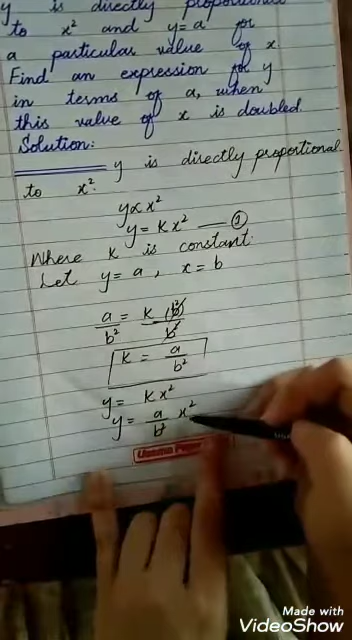 y is directly proportional
to x² and y = a for
a particular value of x.
Find an expression for y
in terms of a, when
this value of x is doubled
Solution:
y is directly proportional
to x².
y∝x²
y = Kx² — ①
Where K is constant.
Let y = a , x = b
a/b² = K (b²)/b²
K = a/b²
y = Kx²
y = a/b² x²
Made with
VideoShow